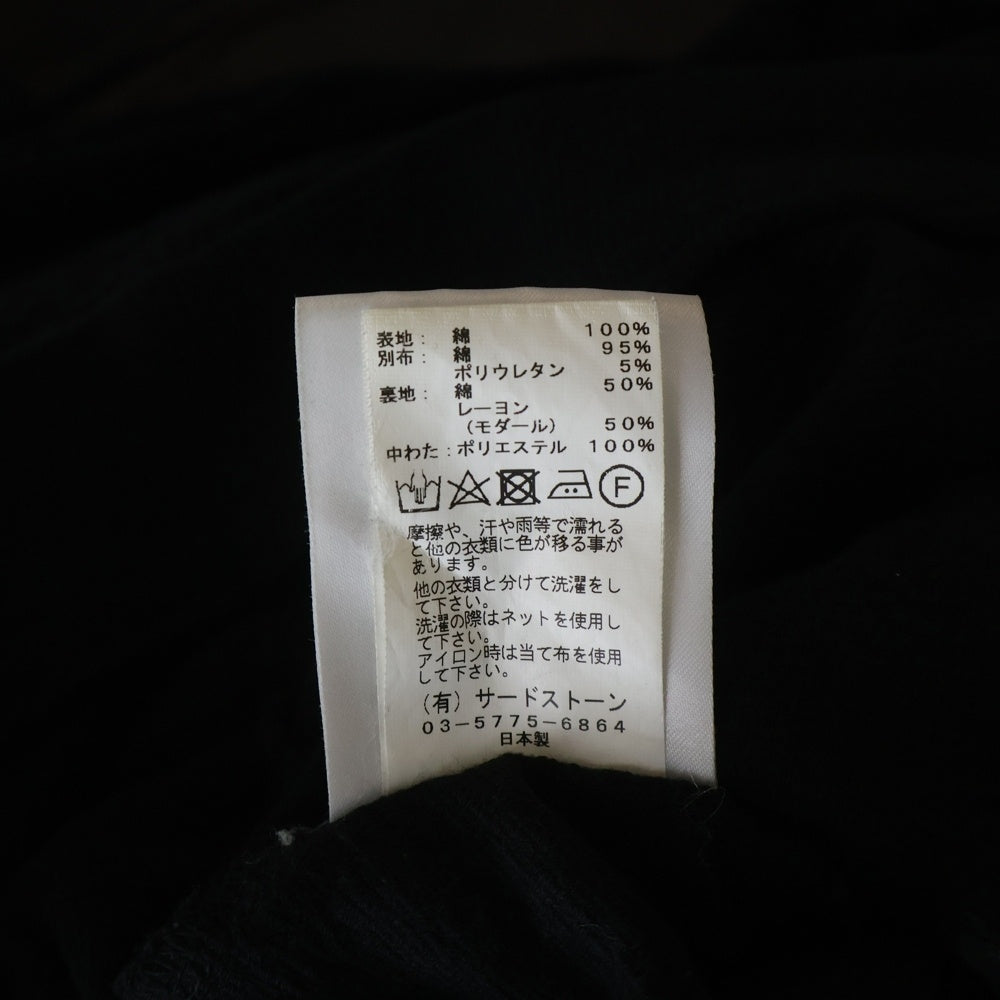 表地： 綿 100%
別布： 綿 95%
ポリウレタン 5%
裏地： 綿 50%
レーヨン
（モダール） 50%
中わた：ポリエステル 100%
F
摩擦や、汗や雨等で濡れる
と他の衣類に色が移る事が
あります。
他の衣類と分けて洗濯をし
て下さい。
洗濯の際はネットを使用し
て下さい。
アイロン時は当て布を使用
して下さい。
（有）サードストーン
03－5775－6864
日本製